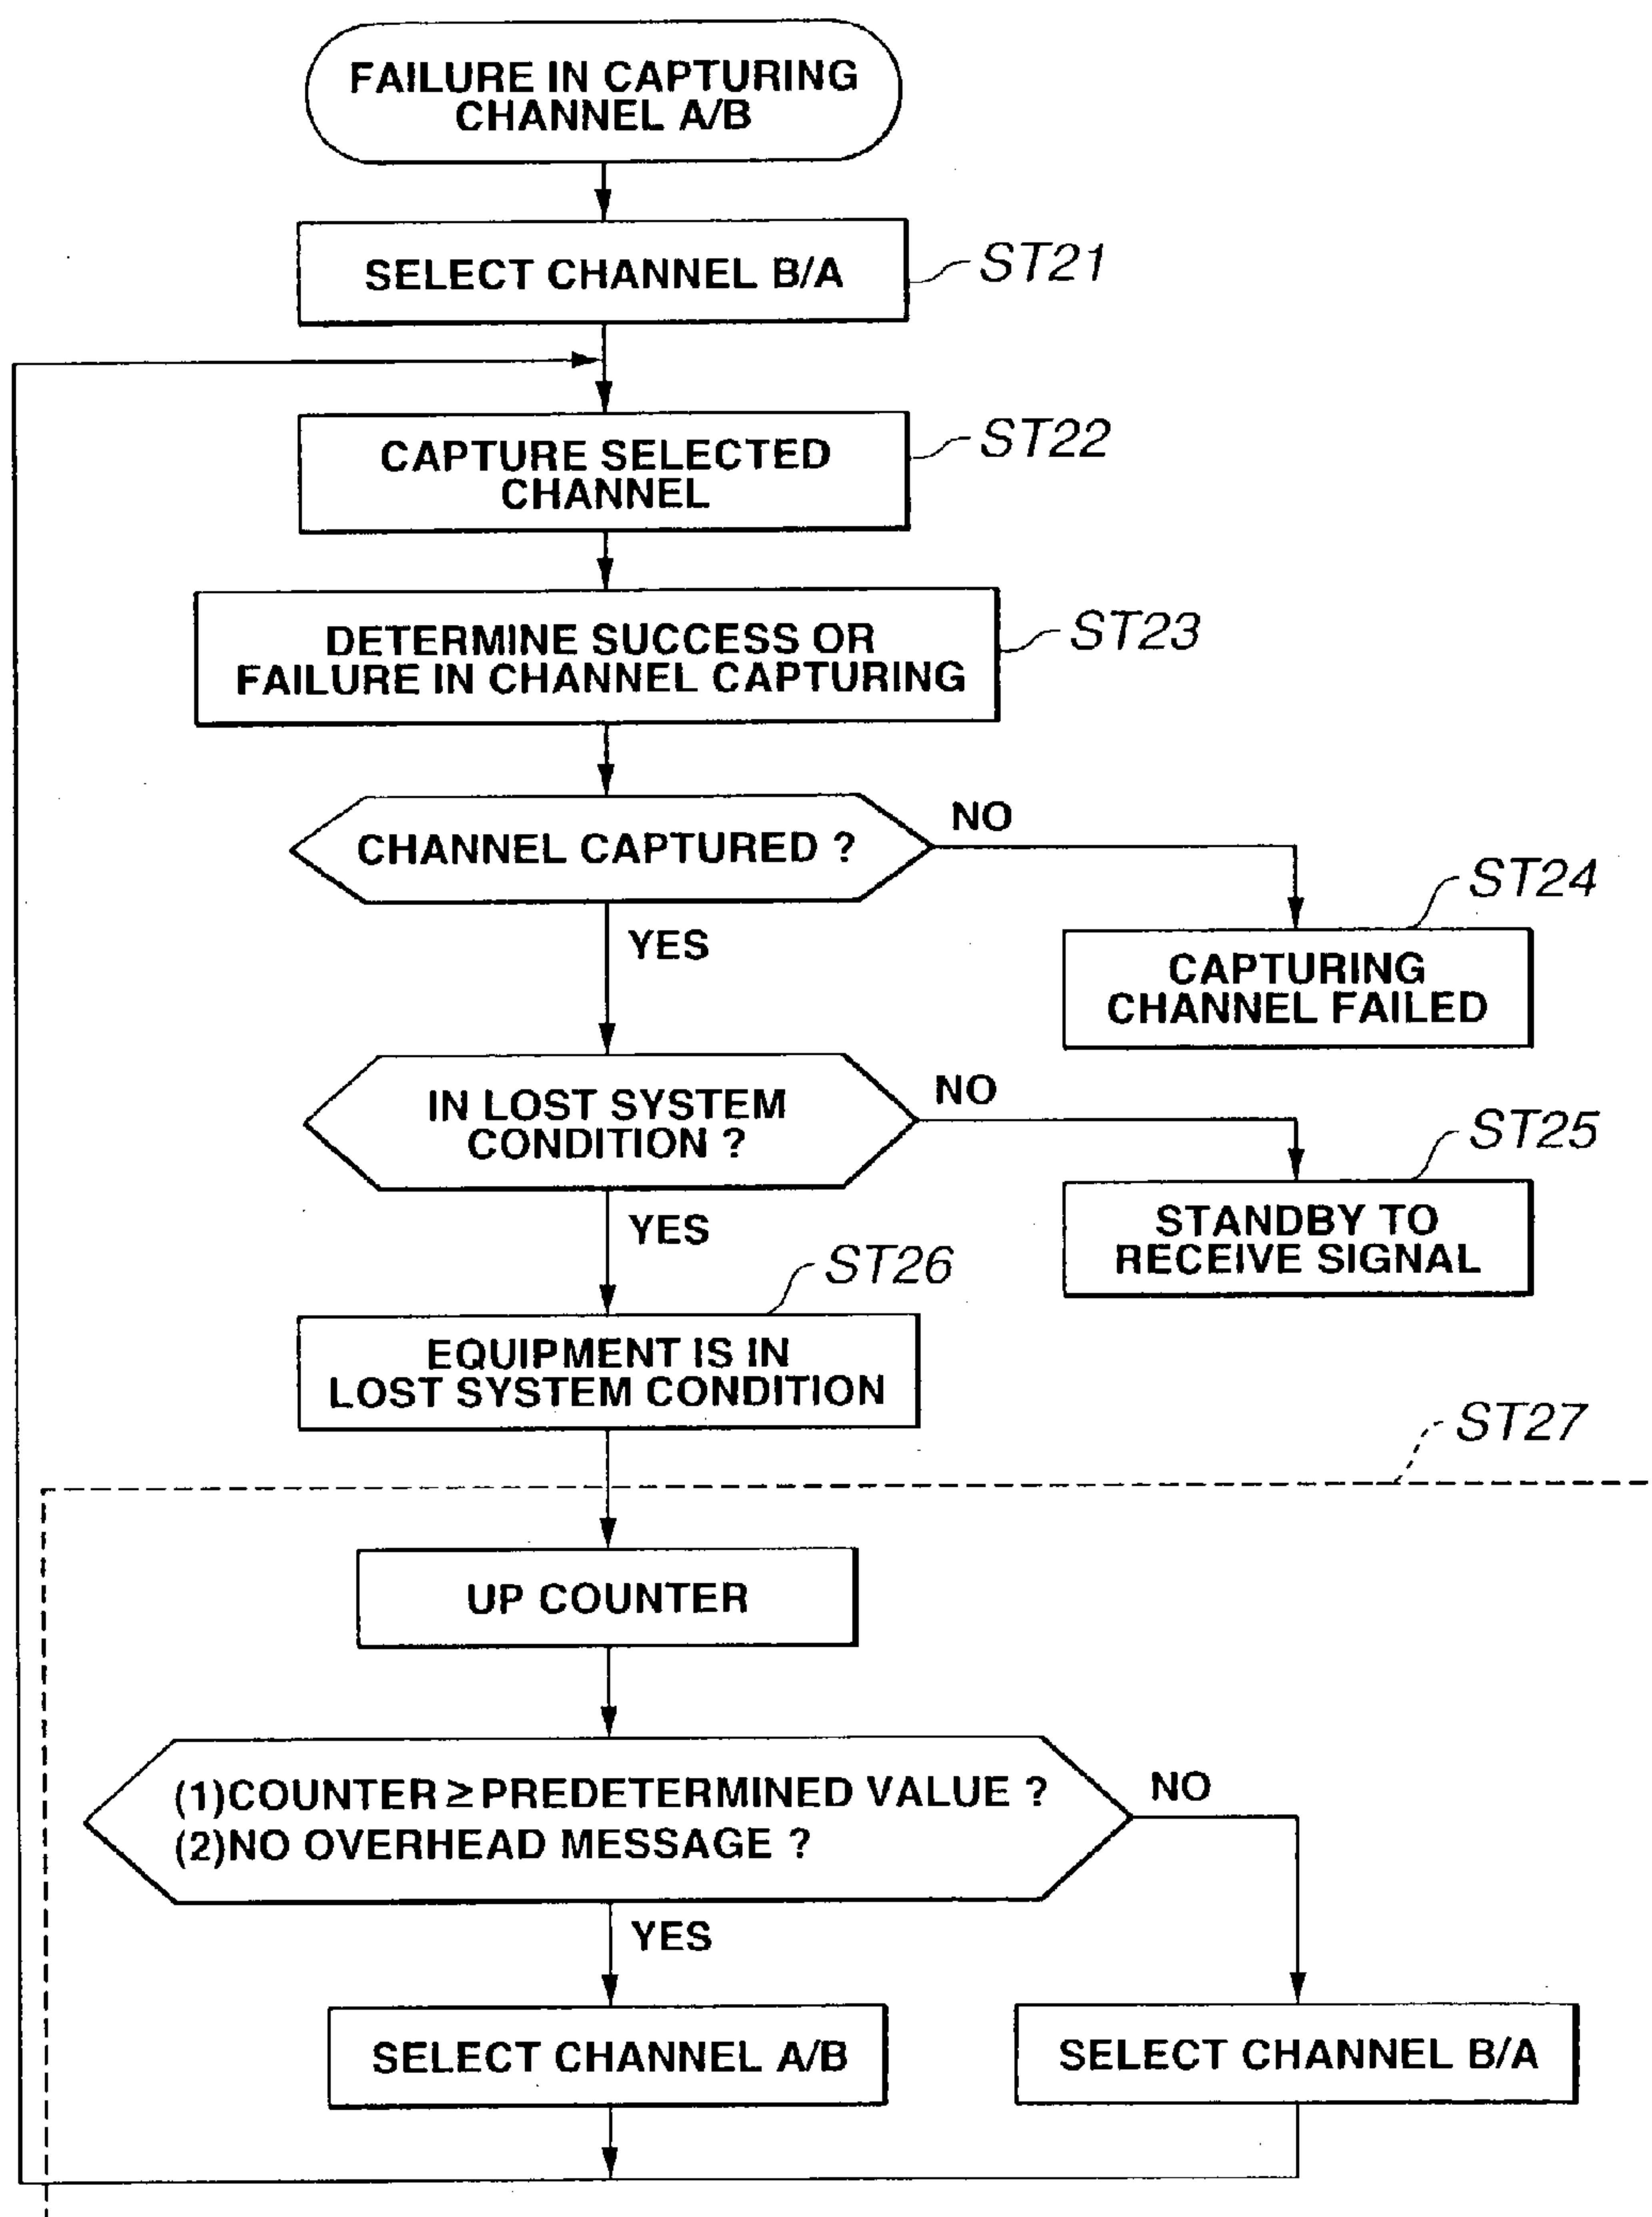 FAILURE IN CAPTURING
CHANNEL A/B
SELECT CHANNEL B/A
ST21
CAPTURE SELECTED
CHANNEL
ST22
DETERMINE SUCCESS OR
FAILURE IN CHANNEL CAPTURING
ST23
CHANNEL CAPTURED ?
NO
YES
ST24
CAPTURING
CHANNEL FAILED
IN LOST SYSTEM
CONDITION ?
NO
YES
ST25
STANDBY TO
RECEIVE SIGNAL
ST26
EQUIPMENT IS IN
LOST SYSTEM CONDITION
ST27
UP COUNTER
(1)COUNTER ≥ PREDETERMINED VALUE ?
(2)NO OVERHEAD MESSAGE ?
NO
YES
SELECT CHANNEL A/B
SELECT CHANNEL B/A